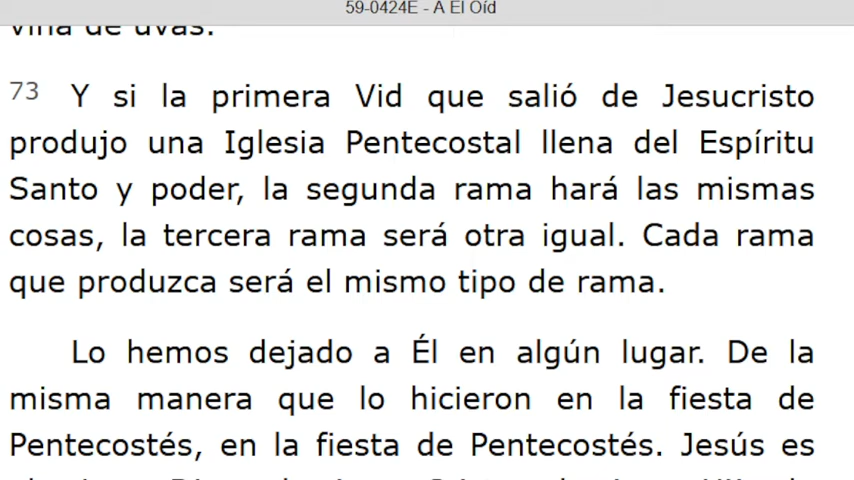 59-0424E - A El Oíd
viña de uvas.
73 Y si la primera Vid que salió de Jesucristo
produjo una Iglesia Pentecostal llena del Espíritu
Santo y poder, la segunda rama hará las mismas
cosas, la tercera rama será otra igual. Cada rama
que produzca será el mismo tipo de rama.
Lo hemos dejado a Él en algún lugar. De la
misma manera que lo hicieron en la fiesta de
Pentecostés, en la fiesta de Pentecostés. Jesús es